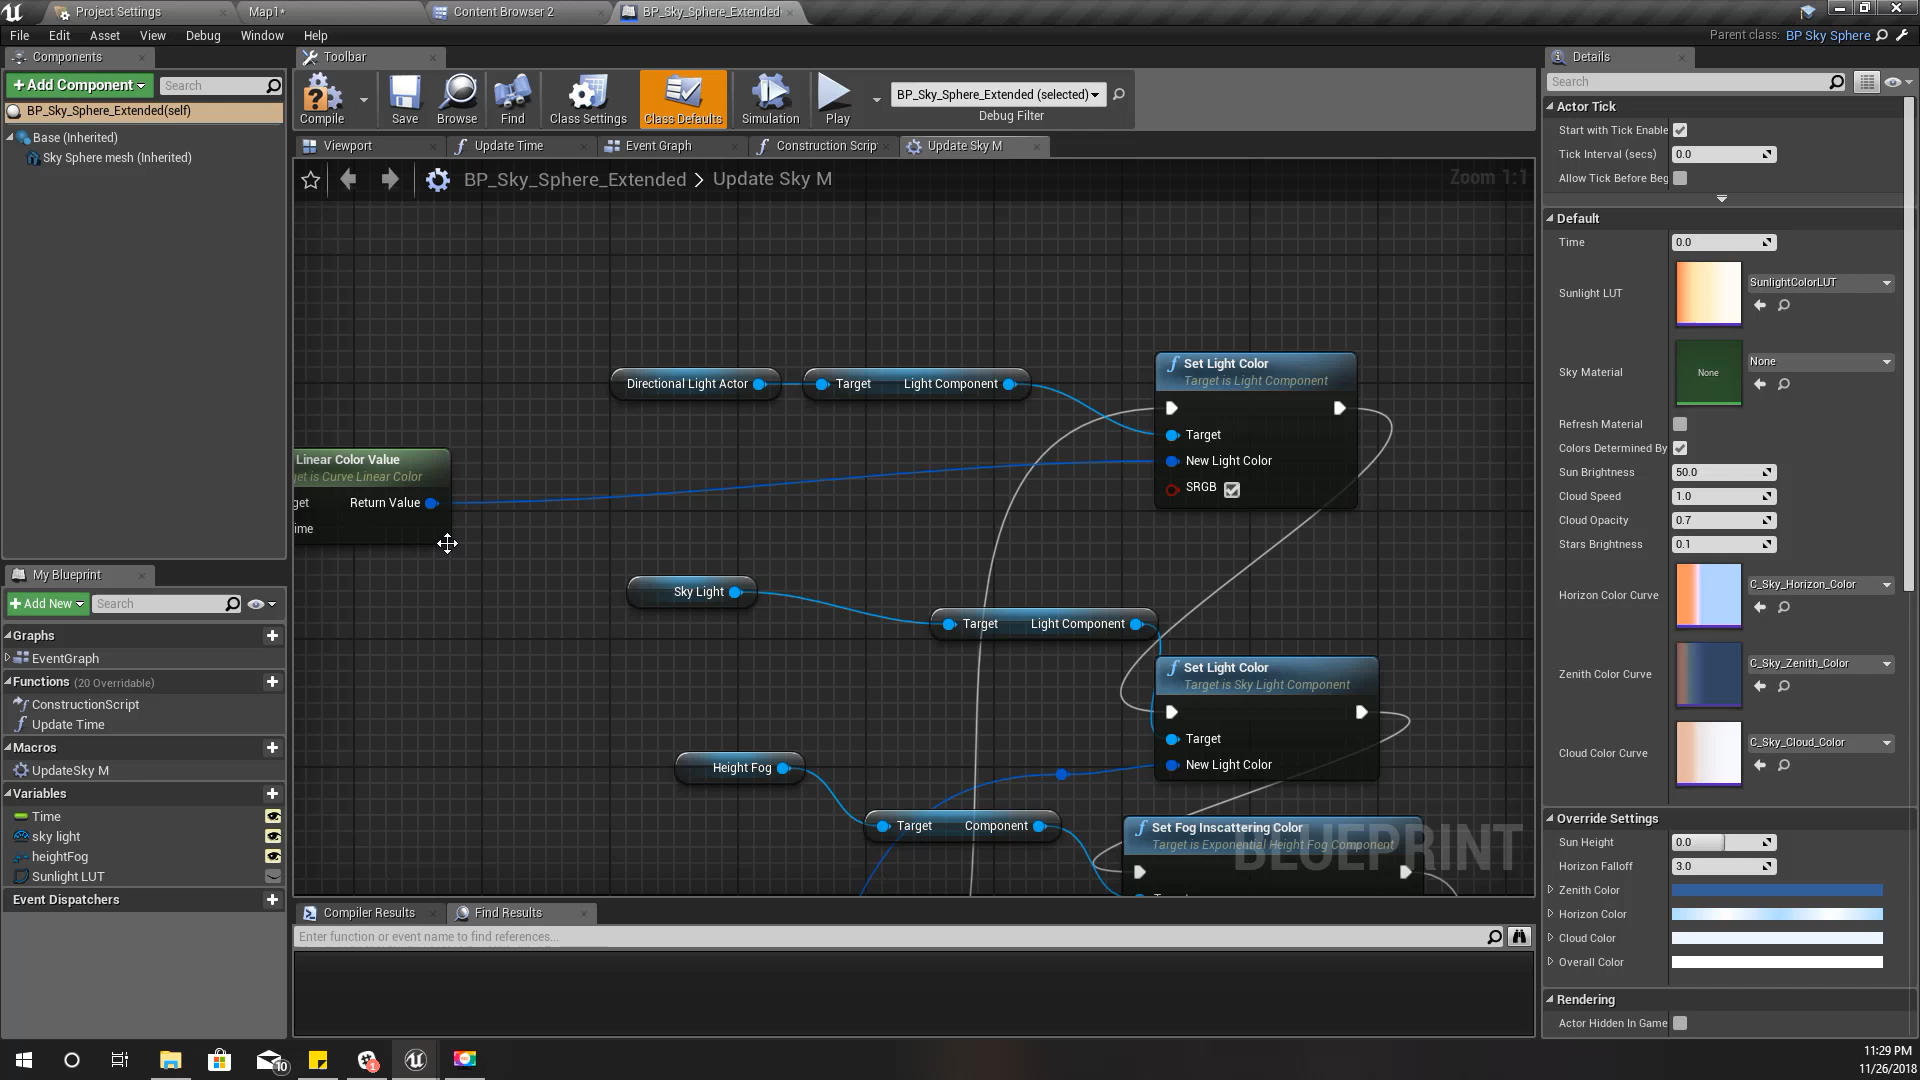 Project Settings
Map1*
Content Browser 2
BP_Sky_Sphere_Extended
File Edit Asset View Debug Window Help
Parent class: BP Sky Sphere
Components
Toolbar
Details
+ Add Component
Search
BP_Sky_Sphere_Extended(self)
Base (Inherited)
Sky Sphere mesh (Inherited)
Compile
Save
Browse
Find
Class Settings
Class Defaults
Simulation
Play
BP_Sky_Sphere_Extended (selected)
Debug Filter
Viewport
Update Time
Event Graph
Construction Scrip
Update Sky M
BP_Sky_Sphere_Extended > Update Sky M
Zoom 1:1
Directional Light Actor
Target Light Component
Set Light Color
Target is Light Component
Target
New Light Color
SRGB
Linear Color Value
get is Curve Linear Color
get Return Value
ime
Sky Light
Target Light Component
Set Light Color
Target is Sky Light Component
Target
New Light Color
Height Fog
Target Component
Set Fog Inscattering Color
Target is Exponential Height Fog Component
BLUEPRINT
My Blueprint
+ Add New
Search
Graphs
EventGraph
Functions (20 Overridable)
ConstructionScript
Update Time
Macros
UpdateSky M
Variables
Time
sky light
heightFog
Sunlight LUT
Event Dispatchers
Compiler Results
Find Results
Enter function or event name to find references...
Search
Actor Tick
Start with Tick Enable
Tick Interval (secs) 0.0
Allow Tick Before Beg
Default
Time 0.0
Sunlight LUT SunlightColorLUT
Sky Material None None
Refresh Material
Colors Determined By
Sun Brightness 50.0
Cloud Speed 1.0
Cloud Opacity 0.7
Stars Brightness 0.1
Horizon Color Curve C_Sky_Horizon_Color
Zenith Color Curve C_Sky_Zenith_Color
Cloud Color Curve C_Sky_Cloud_Color
Override Settings
Sun Height 0.0
Horizon Falloff 3.0
Zenith Color
Horizon Color
Cloud Color
Overall Color
Rendering
Actor Hidden In Game
10
1
11:29 PM
11/26/2018